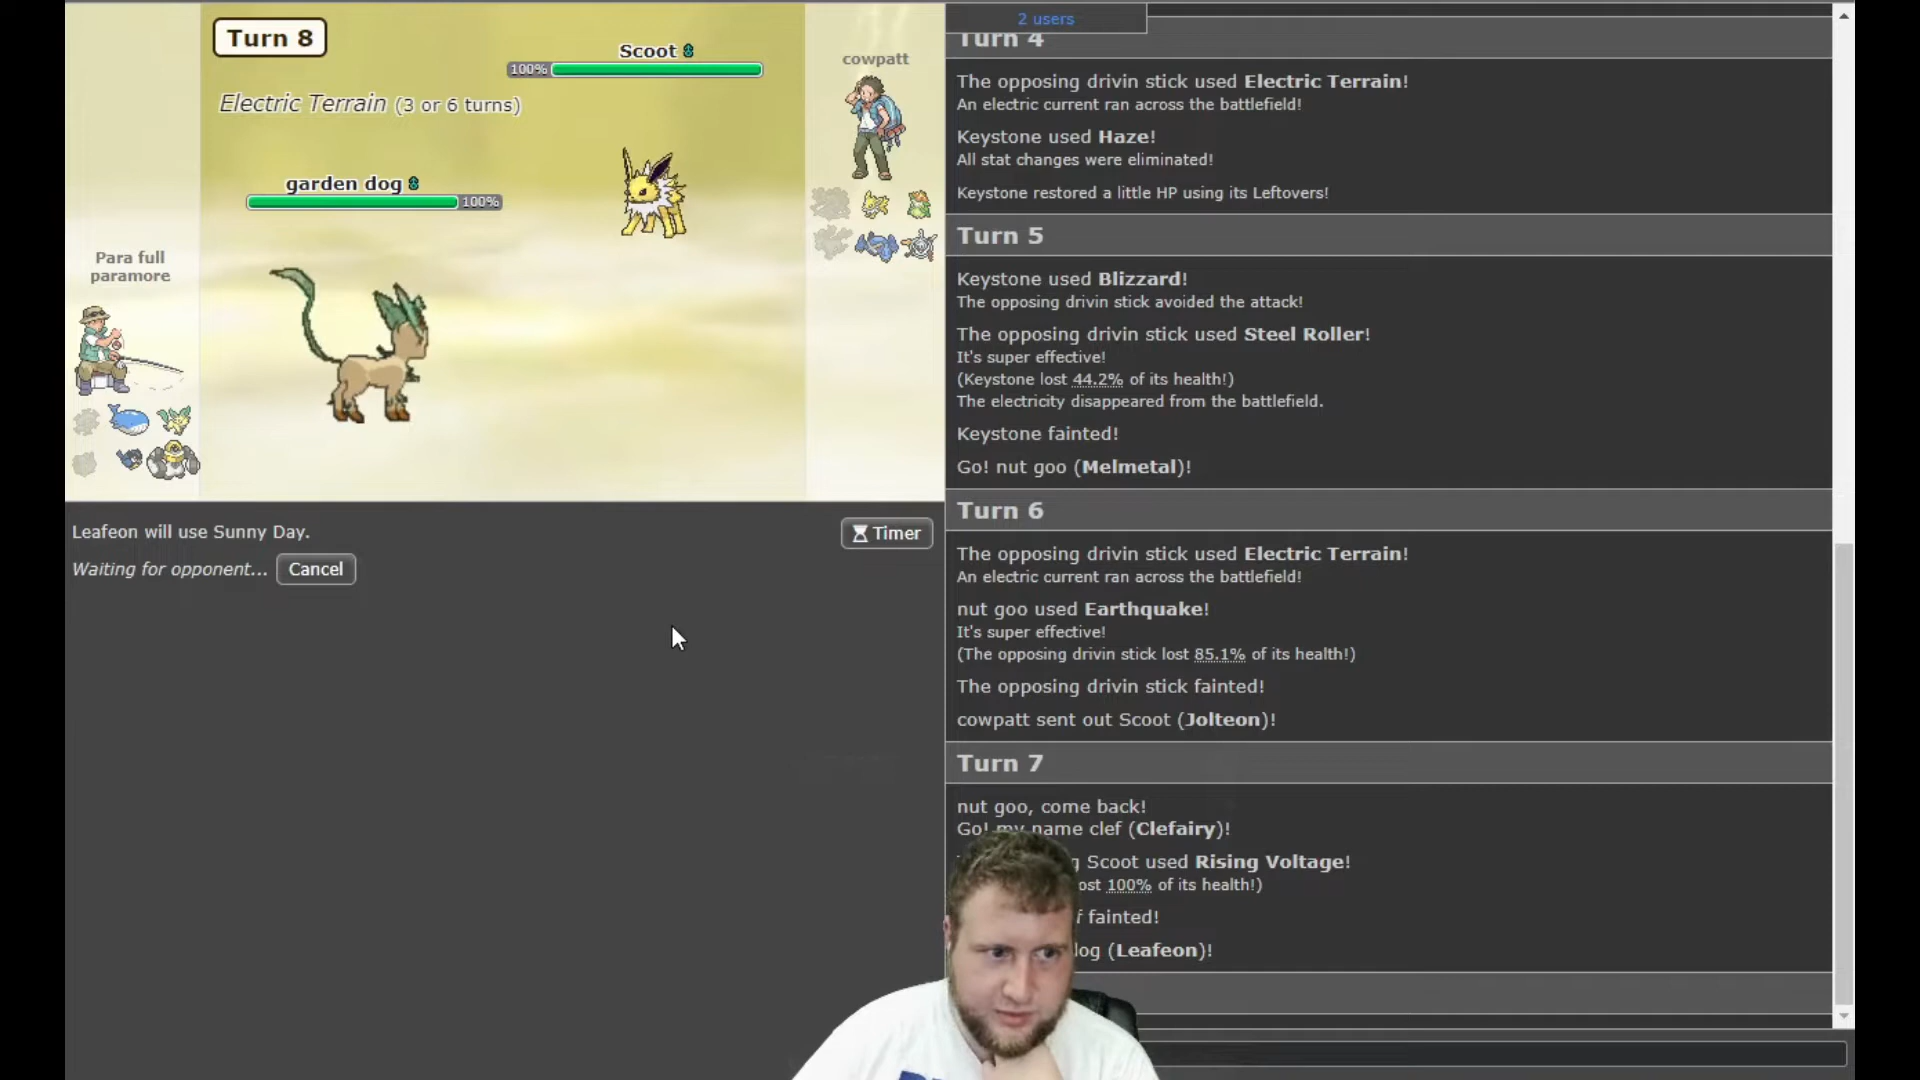 Turn 8
Scoot
100%
Electric Terrain (3 or 6 turns)
garden dog
100%
cowpatt
Para full
paramore
Leafeon will use Sunny Day.
Timer
Waiting for opponent...
Cancel
2 users
Turn 4
The opposing drivin stick used Electric Terrain!
An electric current ran across the battlefield!
Keystone used Haze!
All stat changes were eliminated!
Keystone restored a little HP using its Leftovers!
Turn 5
Keystone used Blizzard!
The opposing drivin stick avoided the attack!
The opposing drivin stick used Steel Roller!
It's super effective!
(Keystone lost 44.2% of its health!)
The electricity disappeared from the battlefield.
Keystone fainted!
Go! nut goo (Melmetal)!
Turn 6
The opposing drivin stick used Electric Terrain!
An electric current ran across the battlefield!
nut goo used Earthquake!
It's super effective!
(The opposing drivin stick lost 85.1% of its health!)
The opposing drivin stick fainted!
cowpatt sent out Scoot (Jolteon)!
Turn 7
nut goo, come back!
Go! my name clef (Clefairy)!
Scoot used Rising Voltage!
100% of its health!)
fainted!
(Leafeon)!